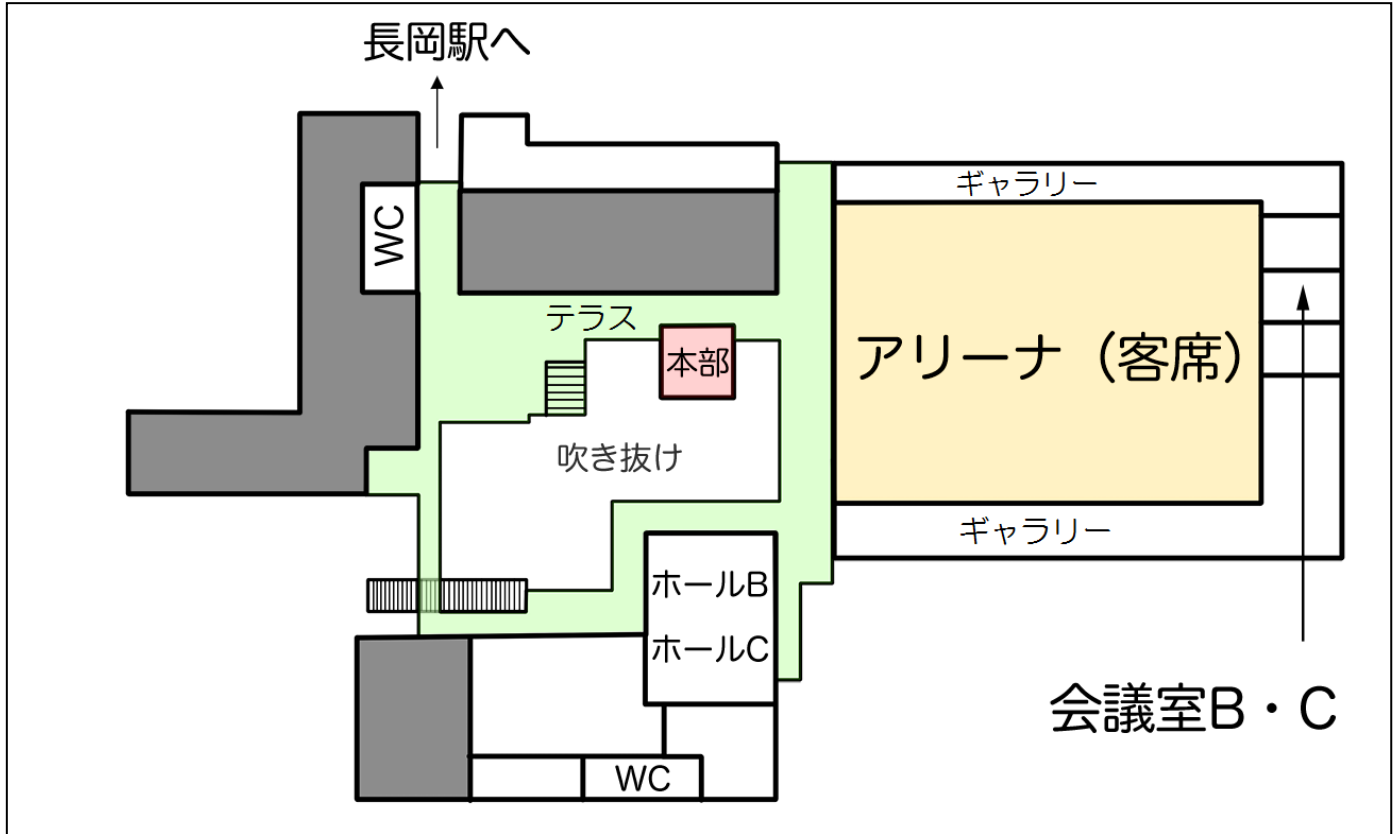 長岡駅へ
ギャラリー
WC
テラス
本部
アリーナ（客席）
吹き抜け
ギャラリー
ホールB
ホールC
会議室B・C
WC